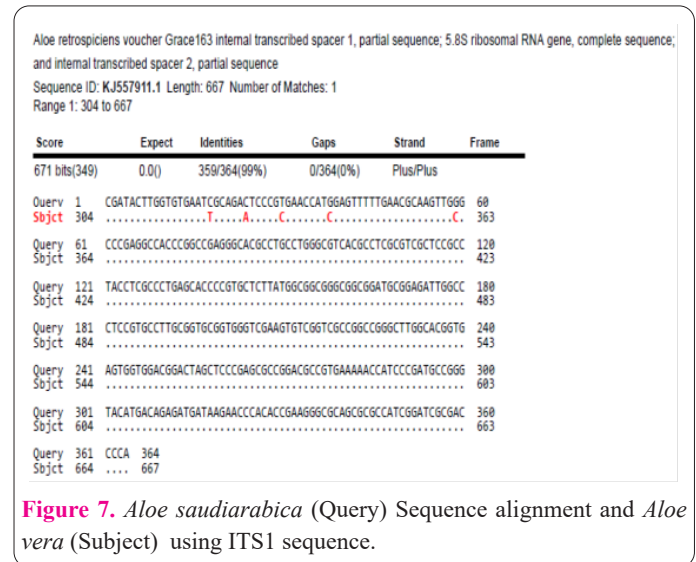 Aloe retrospiciens voucher Grace163 internal transcribed spacer 1, partial sequence; 5.8S ribosomal RNA gene, complete sequence;
and internal transcribed spacer 2, partial sequence
Sequence ID: KJ557911.1 Length: 667 Number of Matches: 1
Range 1: 304 to 667
Score Expect Identities Gaps Strand Frame
671 bits(349) 0.0() 359/364(99%) 0/364(0%) Plus/Plus
Query 1 CGATACTTGGTGTGAATCGCAGACTCCCGTGAACCATGGAGTTTTTGAACGCAAGTTGGG 60
Sbjct 304 .................T.....A.....C.......C....................C. 363
Query 61 CCCGAGGCCACCCGGCCGAGGGCACGCCTGCCTGGGCGTCACGCCTCGCGTCGCTCCGCC 120
Sbjct 364 ............................................................ 423
Query 121 TACCTCGCCCTGAGCACCCCGTGCTCTTATGGCGGCGGGCGGCGGATGCGGAGATTGGCC 180
Sbjct 424 ............................................................ 483
Query 181 CTCCGTGCCTTGCGGTGCGGTGGGTCGAAGTGTCGGTCGCCGGCCGGGCTTGGCACGGTG 240
Sbjct 484 ............................................................ 543
Query 241 AGTGGTGGACGGACTAGCTCCCGAGCGCCGGACGCCGTGAAAAACCATCCCGATGCCGGG 300
Sbjct 544 ............................................................ 603
Query 301 TACATGACAGAGATGATAAGAACCCACACCGAAGGGCGCAGCGCGCCATCGGATCGCGAC 360
Sbjct 604 ............................................................ 663
Query 361 CCCA 364
Sbjct 664 .... 667
Figure 7. Aloe saudiarabica (Query) Sequence alignment and Aloe
vera (Subject) using ITS1 sequence.